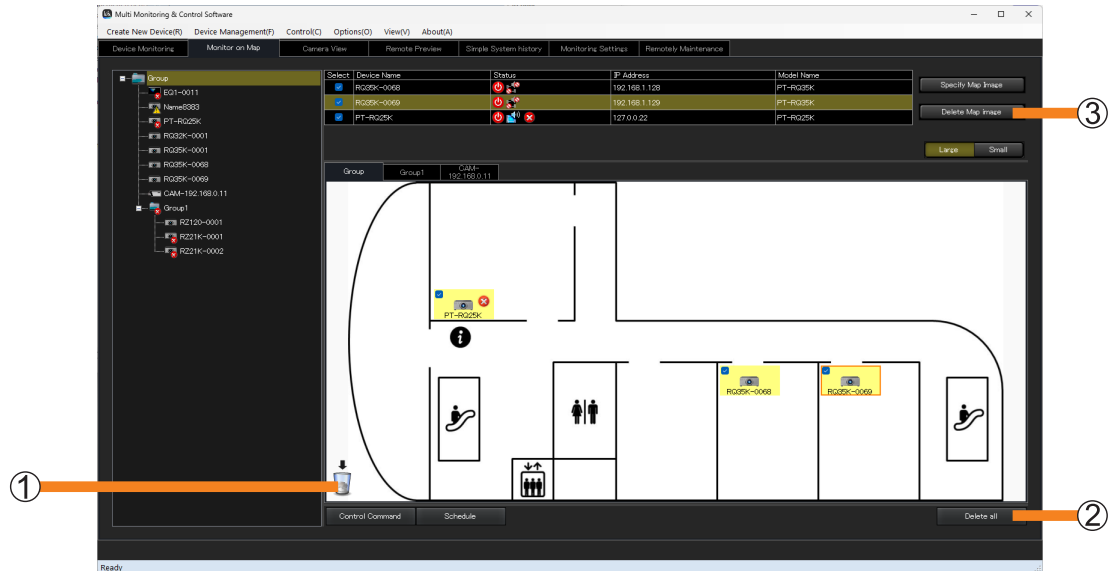 Multi Monitoring & Control Software
Create New Device(R) Device Management(F) Control(C) Options(O) View(V) About(A)
Device Monitoring Monitor on Map Camera View Remote Preview Simple System history Monitoring Settings Remotely Maintenance
Group
EQ1-0011
Name8383
PT-RQ25K
RQ32K-0001
RQ35K-0001
RQ35K-0068
RQ35K-0069
CAM-192.168.0.11
Group1
RZ120-0001
RZ21K-0001
RZ21K-0002
Select Device Name Status IP Address Model Name
RQ35K-0068 192.168.1.128 PT-RQ35K
RQ35K-0069 192.168.1.129 PT-RQ35K
PT-RQ25K 127.0.0.22 PT-RQ25K
Specify Map Image
Delete Map image
3
Large Small
Group Group1 CAM-
192.168.0.11
PT-RQ25K
i
RQ35K-0068 RQ35K-0069
1
Control Command Schedule Delete all
2
Ready